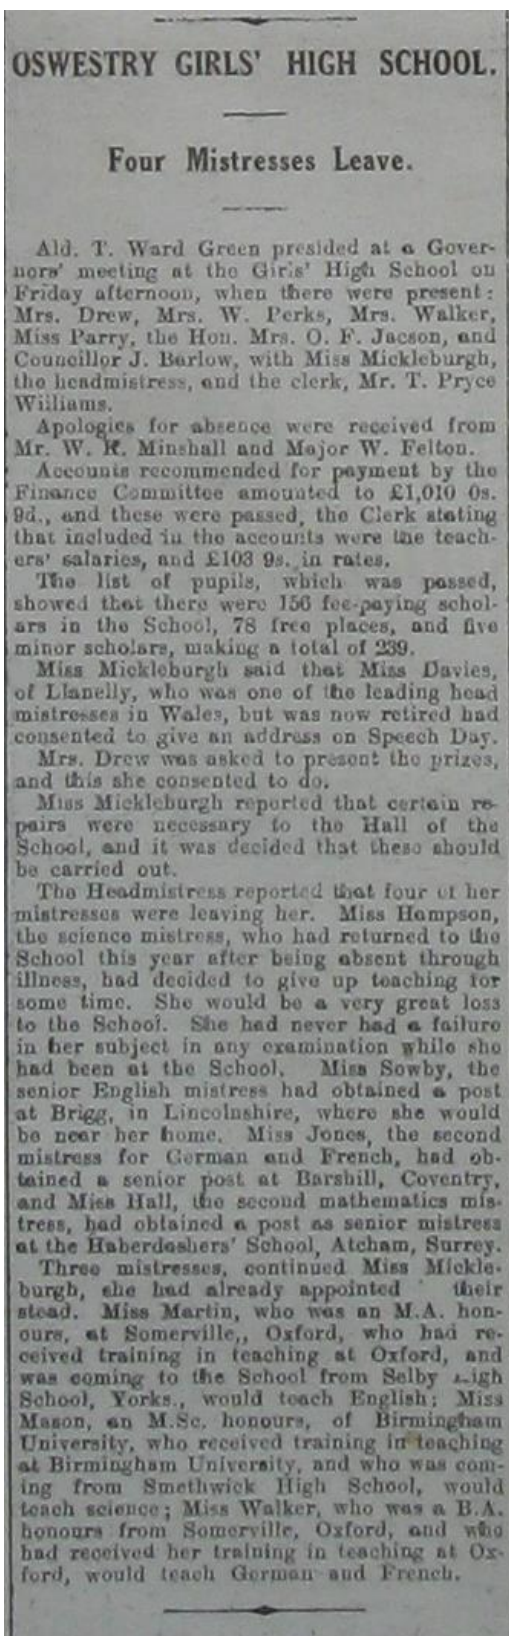 OSWESTRY GIRLS' HIGH SCHOOL.
Four Mistresses Leave.
Ald. T. Ward Green presided at a Gover-
nors' meeting at the Girls' High School on
Friday afternoon, when there were present:
Mrs. Drew, Mrs. W. Perks, Mrs. Walker,
Miss Parry, the Hon. Mrs. O. F. Jacson, and
Councillor J. Barlow, with Miss Mickleburgh,
the headmistress, and the clerk, Mr. T. Pryce
Williams.
Apologies for absence were received from
Mr. W. R. Minshall and Major W. Felton.
Accounts recommended for payment by the
Finance Committee amounted to £1,010 0s.
9d., and these were passed, the Clerk stating
that included in the accounts were the teach-
ers' salaries, and £103 9s. in rates.
The list of pupils, which was passed,
showed that there were 156 fee-paying schol-
ars in the School, 78 free places, and five
minor scholars, making a total of 239.
Miss Mickleburgh said that Miss Davies,
of Llanelly, who was one of the leading head
mistresses in Wales, but was now retired had
consented to give an address on Speech Day.
Mrs. Drew was asked to present the prizes,
and this she consented to do.
Miss Mickleburgh reported that certain re-
pairs were necessary to the Hall of the
School, and it was decided that these should
be carried out.
The Headmistress reported that four of her
mistresses were leaving her. Miss Hampson,
the science mistress, who had returned to the
School this year after being absent through
illness, had decided to give up teaching for
some time. She would be a very great loss
to the School. She had never had a failure
in her subject in any examination while she
had been at the School. Miss Sowby, the
senior English mistress had obtained a post
at Brigg, in Lincolnshire, where she would
be near her home. Miss Jones, the second
mistress for German and French, had ob-
tained a senior post at Barshill, Coventry,
and Miss Hall, the second mathematics mis-
tress, had obtained a post as senior mistress
at the Haberdashers' School, Atcham, Surrey.
Three mistresses, continued Miss Mickle-
burgh, she had already appointed ' their
stead. Miss Martin, who was an M.A. hon-
ours, at Somerville,, Oxford, who had re-
ceived training in teaching at Oxford, and
was coming to the School from Selby High
School, Yorks., would teach English; Miss
Mason, an M.Sc. honours, of Birmingham
University, who received training in teaching
at Birmingham University, and who was com-
ing from Smethwick High School, would
teach science; Miss Walker, who was a B.A.
honours from Somerville, Oxford, and who
had received her training in teaching at Ox-
ford, would teach German and French.